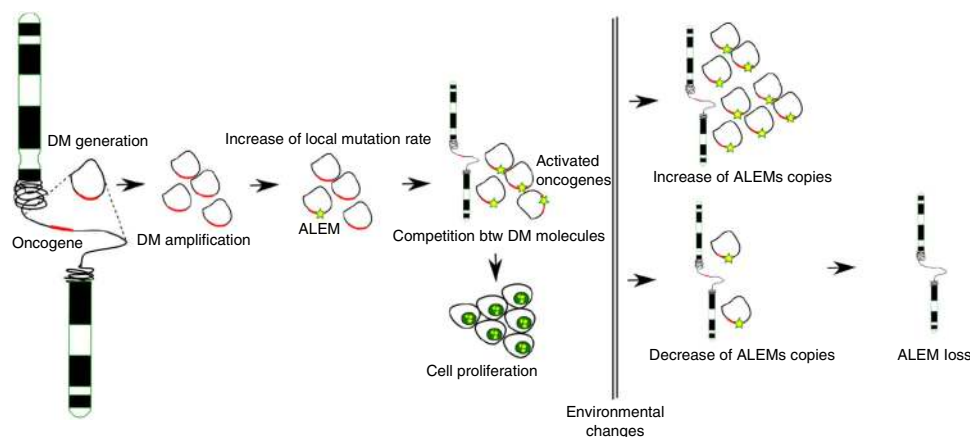 DM generation
Oncogene
DM amplification
Increase of local mutation rate
ALEM
Activated
oncogenes
Competition btw DM molecules
Cell proliferation
Environmental
changes
Increase of ALEMs copies
Decrease of ALEMs copies
ALEM loss